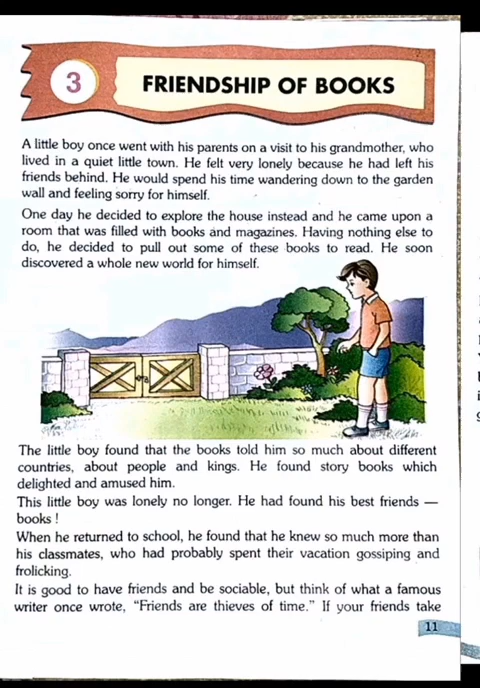 3
FRIENDSHIP OF BOOKS
A little boy once went with his parents on a visit to his grandmother, who
lived in a quiet little town. He felt very lonely because he had left his
friends behind. He would spend his time wandering down to the garden
wall and feeling sorry for himself.
One day he decided to explore the house instead and he came upon a
room that was filled with books and magazines. Having nothing else to
do, he decided to pull out some of these books to read. He soon
discovered a whole new world for himself.
The little boy found that the books told him so much about different
countries, about people and kings. He found story books which
delighted and amused him.
This little boy was lonely no longer. He had found his best friends —
books !
When he returned to school, he found that he knew so much more than
his classmates, who had probably spent their vacation gossiping and
frolicking.
It is good to have friends and be sociable, but think of what a famous
writer once wrote, “Friends are thieves of time.” If your friends take
11